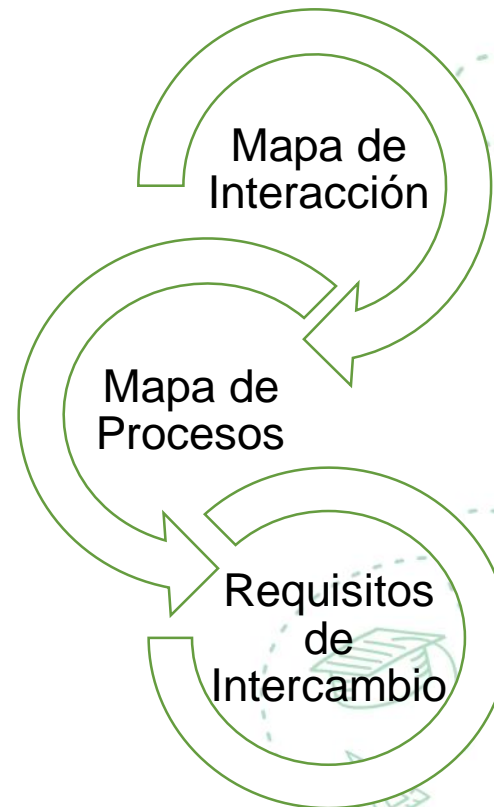 Mapa de
Interacción
Mapa de
Procesos
Requisitos
de
Intercambio